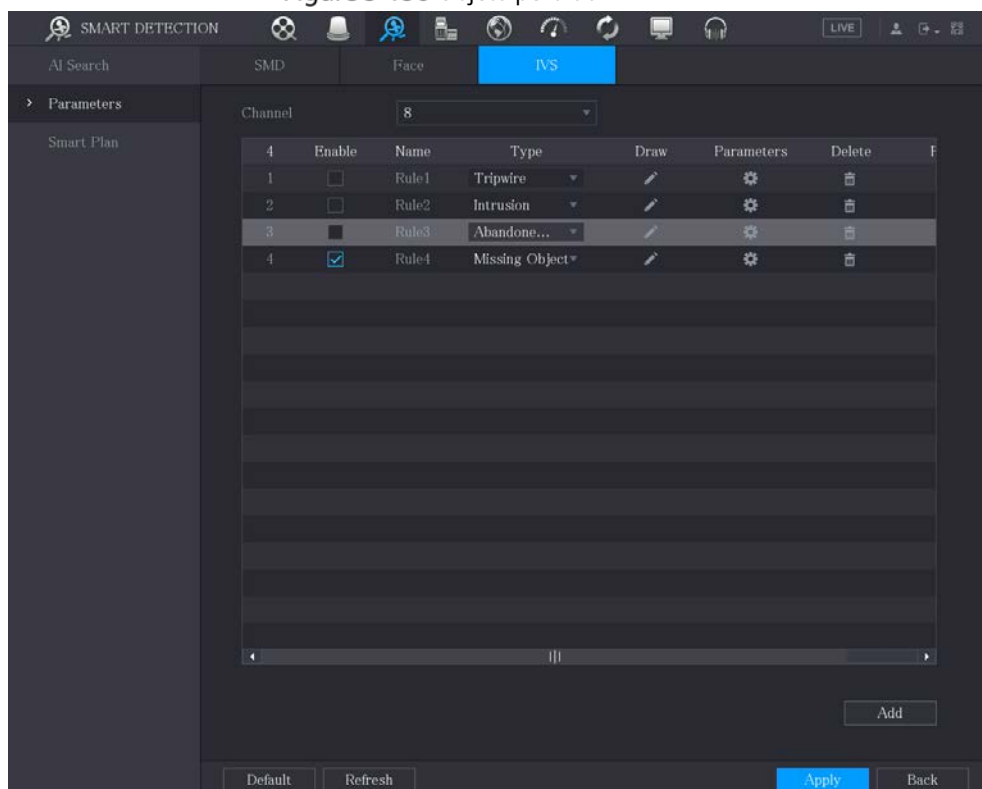 SMART DETECTION LIVE
AI Search SMD Face IVS
Parameters
Channel 8
Smart Plan
4 Enable Name Type Draw Parameters Delete
1 Rule1 Tripwire
2 Rule2 Intrusion
3 Rule3 Abandone...
4 Rule4 Missing Object
Add
Default Refresh Apply Back